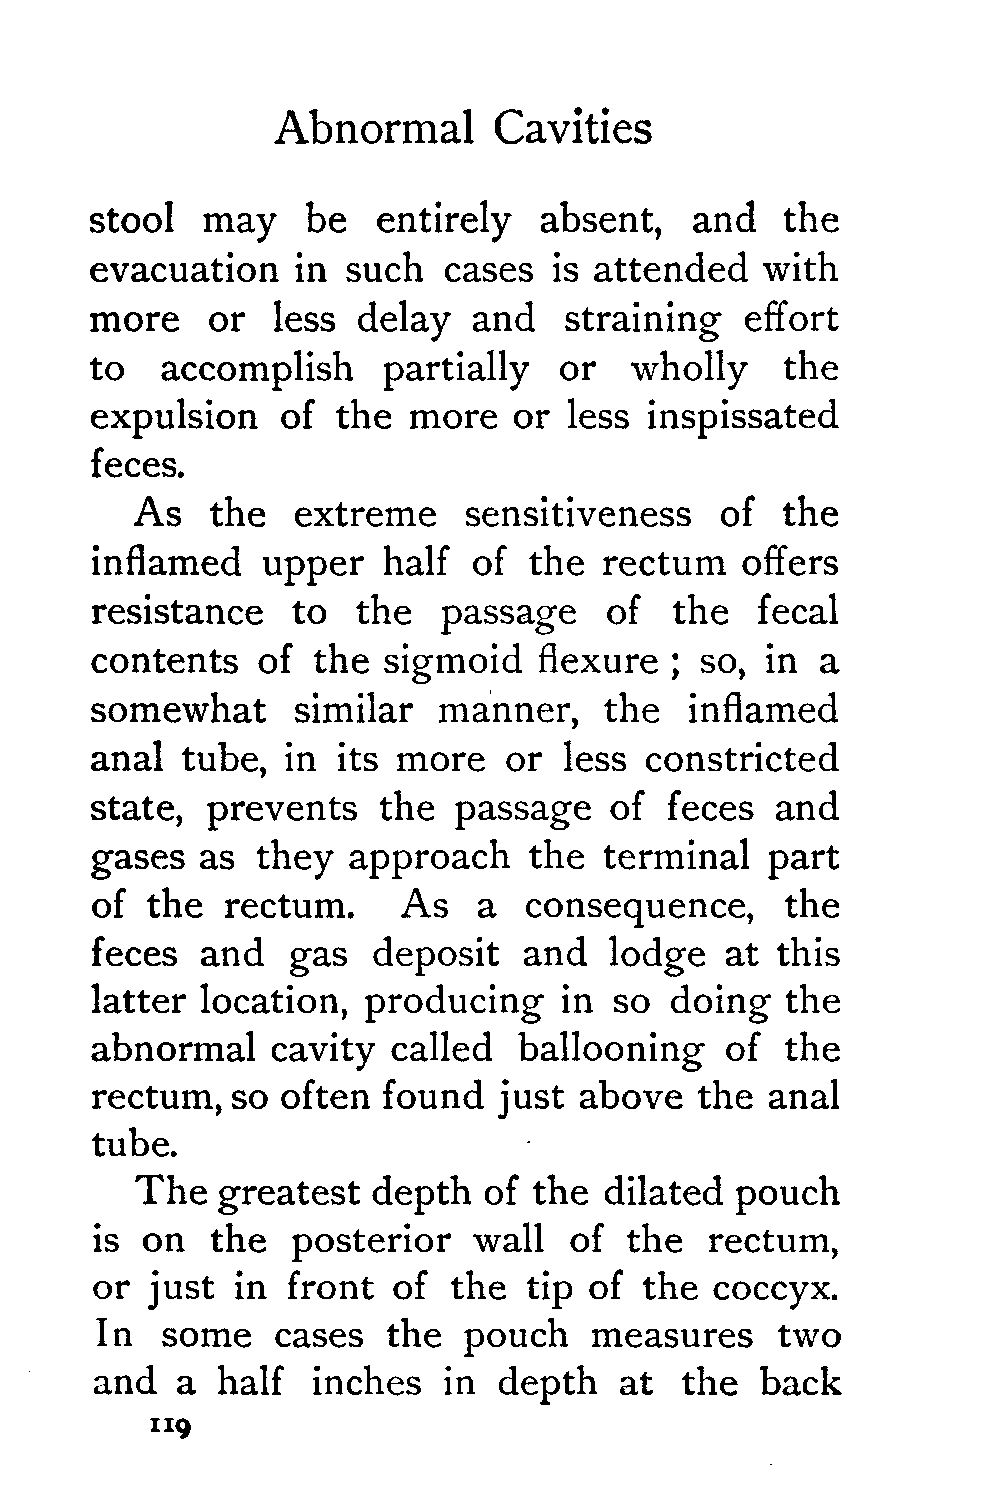 Abnormal Cavities
stool may be entirely absent, and the
evacuation in such cases is attended with
more or less delay and straining effort
to accomplish partially or wholly the
expulsion of the more or less inspissated
feces.
As the extreme sensitiveness of the
inflamed upper half of the rectum offers
resistance to the passage of the fecal
contents of the sigmoid flexure ; so, in a
somewhat similar manner, the inflamed
anal tube, in its more or less constricted
state, prevents the passage of feces and
gases as they approach the terminal part
of the rectum. As a consequence, the
feces and gas deposit and lodge at this
latter location, producing in so doing the
abnormal cavity called ballooning of the
rectum, so often found just above the anal
tube.
The greatest depth of the dilated pouch
is on the posterior wall of the rectum,
or just in front of the tip of the coccyx.
In some cases the pouch measures two
and a half inches in depth at the back
119